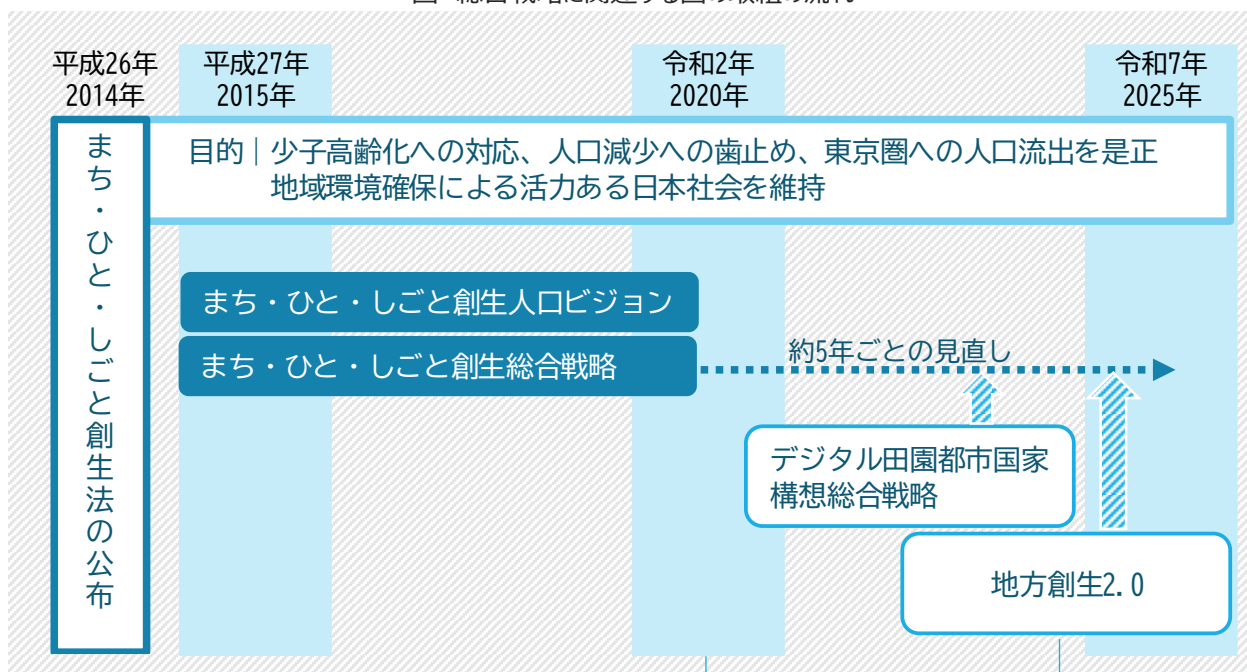 平成26年
2014年
平成27年
2015年
令和2年
2020年
令和7年
2025年
まち・ひと・しごと創生法の公布
目的｜少子高齢化への対応、人口減少への歯止め、東京圏への人口流出を是正
地域環境確保による活力ある日本社会を維持
まち・ひと・しごと創生人口ビジョン
まち・ひと・しごと創生総合戦略
約5年ごとの見直し
デジタル田園都市国家
構想総合戦略
地方創生2.0